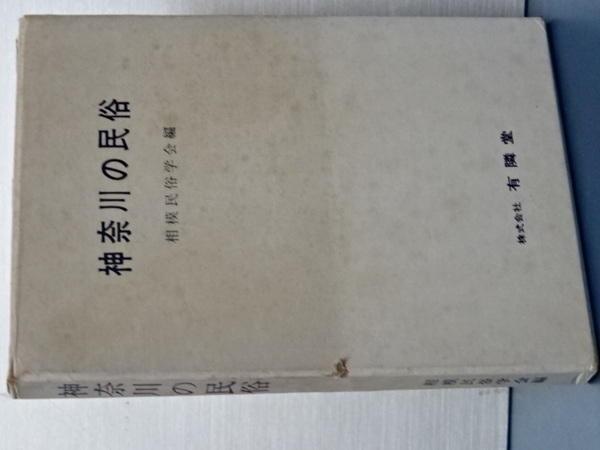 神奈川の民俗
相模民俗学会編
株式会社 有隣堂
神奈川の民俗
相模民俗学会編